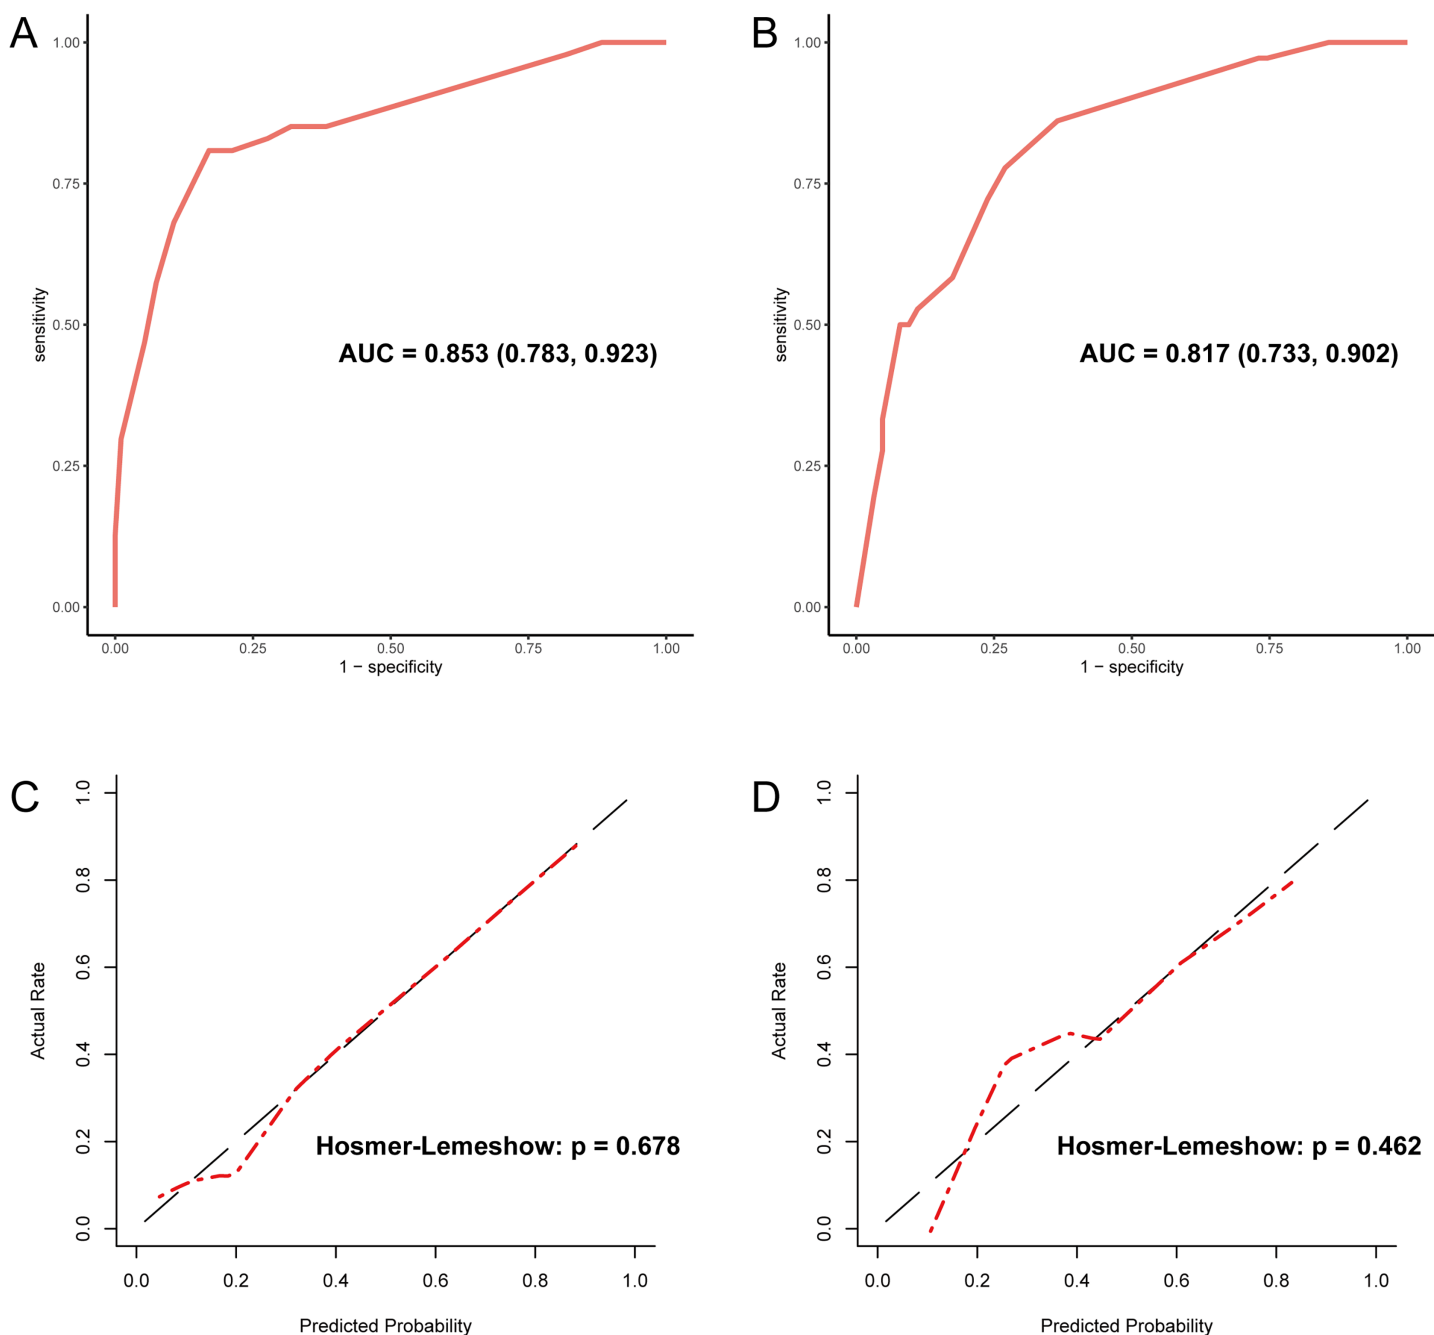 A
1.00
0.75
0.50
0.25
0.00
sensitivity
AUC = 0.853 (0.783, 0.923)
0.00 0.25 0.50 0.75 1.00
1 − specificity
B
1.00
0.75
0.50
0.25
0.00
sensitivity
AUC = 0.817 (0.733, 0.902)
0.00 0.25 0.50 0.75 1.00
1 − specificity
C
1.0
0.8
0.6
0.4
0.2
0.0
Actual Rate
Hosmer-Lemeshow: p = 0.678
0.0 0.2 0.4 0.6 0.8 1.0
Predicted Probability
D
1.0
0.8
0.6
0.4
0.2
0.0
Actual Rate
Hosmer-Lemeshow: p = 0.462
0.0 0.2 0.4 0.6 0.8 1.0
Predicted Probability